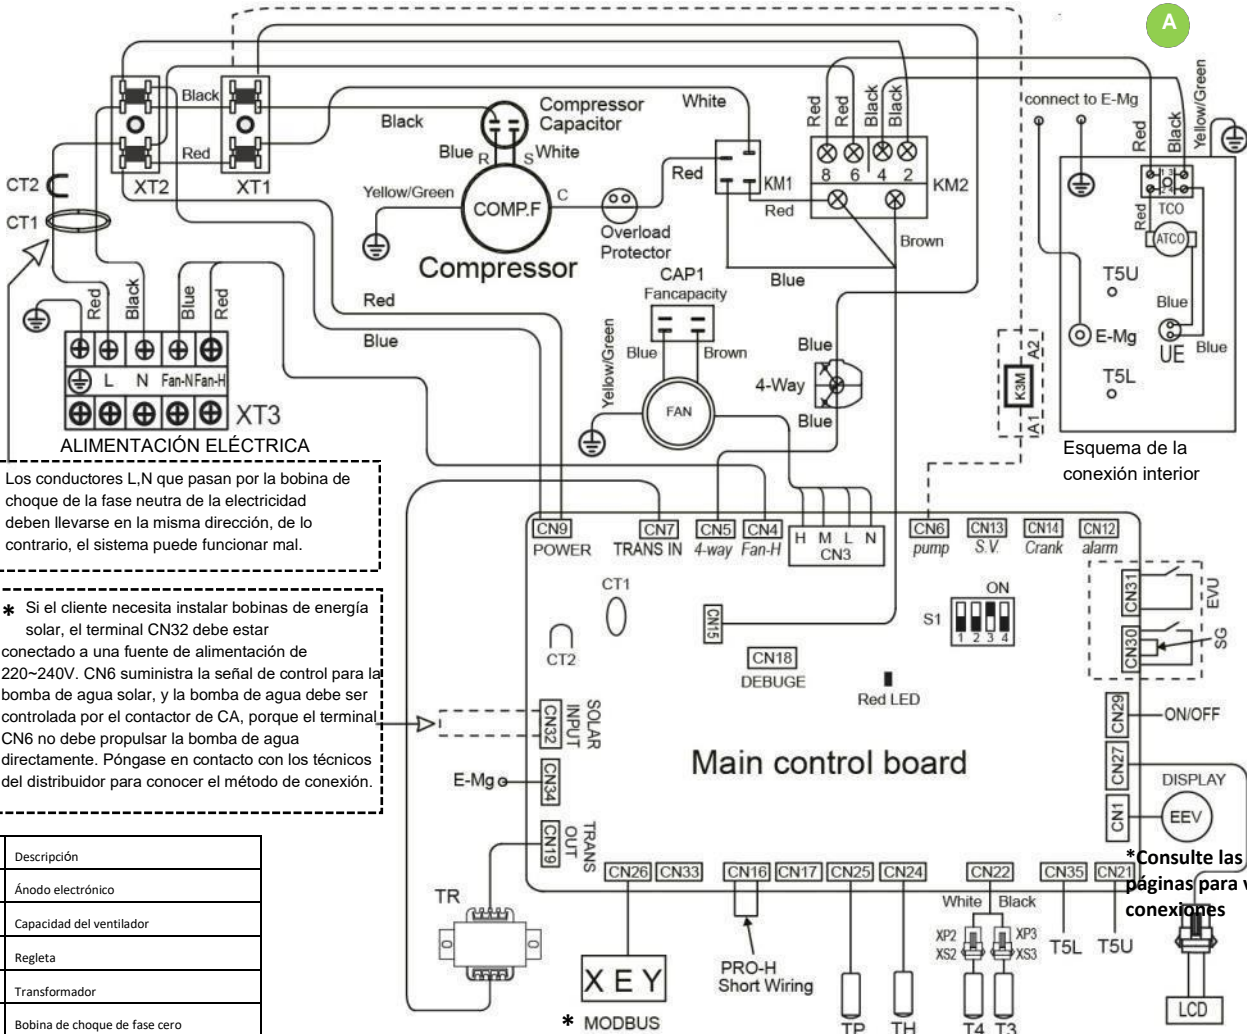 A
Black
Red
XT2
XT1
CT2
CT1
Black
Compressor
Capacitor
White
Blue
R
S
White
Yellow/Green
COMP.F
C
Compressor
Overload
Protector
Red
KM1
Red
Red
Red
Black
Black
8
6
4
2
KM2
Brown
Blue
connect to E-Mg
Red
Black
Yellow/Green
TCO
Red
ATCO
T5U
Blue
E-Mg
UE
Blue
T5L
Esquema de la
conexión interior
Red
Black
Blue
Red
L
N
Fan-N
Fan-H
XT3
ALIMENTACIÓN ELÉCTRICA
Red
Blue
CAP1
Fancapacity
Yellow/Green
Blue
Brown
FAN
Blue
4-Way
Blue
A2
K3M
A1
Los conductores L,N que pasan por la bobina de
choque de la fase neutra de la electricidad
deben llevarse en la misma dirección, de lo
contrario, el sistema puede funcionar mal.
* Si el cliente necesita instalar bobinas de energía
solar, el terminal CN32 debe estar
conectado a una fuente de alimentación de
220~240V. CN6 suministra la señal de control para la
bomba de agua solar, y la bomba de agua debe ser
controlada por el contactor de CA, porque el terminal
CN6 no debe propulsar la bomba de agua
directamente. Póngase en contacto con los técnicos
del distribuidor para conocer el método de conexión.
CN9
POWER
CN7
TRANS IN
CN5
4-way
CN4
Fan-H
H M L N
CN3
CN6
pump
CN13
S.V.
CN14
Crank
CN12
alarm
CT1
CT2
CN15
CN18
DEBUGE
ON
S1
1 2 3 4
Red LED
CN31
EVU
CN30
SG
CN29
ON/OFF
CN27
CN1
DISPLAY
EEV
CN32
SOLAR
INPUT
E-Mg
CN34
CN19
TRANS
OUT
Main control board
CN26
CN33
CN16
CN17
CN25
CN24
CN22
CN35
CN21
*Consulte las
páginas para v
conexiones
White
Black
XP2
XS2
XP3
XS3
T5L
T5U
TR
XEY
* MODBUS
PRO-H
Short Wiring
TP
TH
T4
T3
LCD
Descripción
Ánodo electrónico
Capacidad del ventilador
Regleta
Transformador
Bobina de choque de fase cero